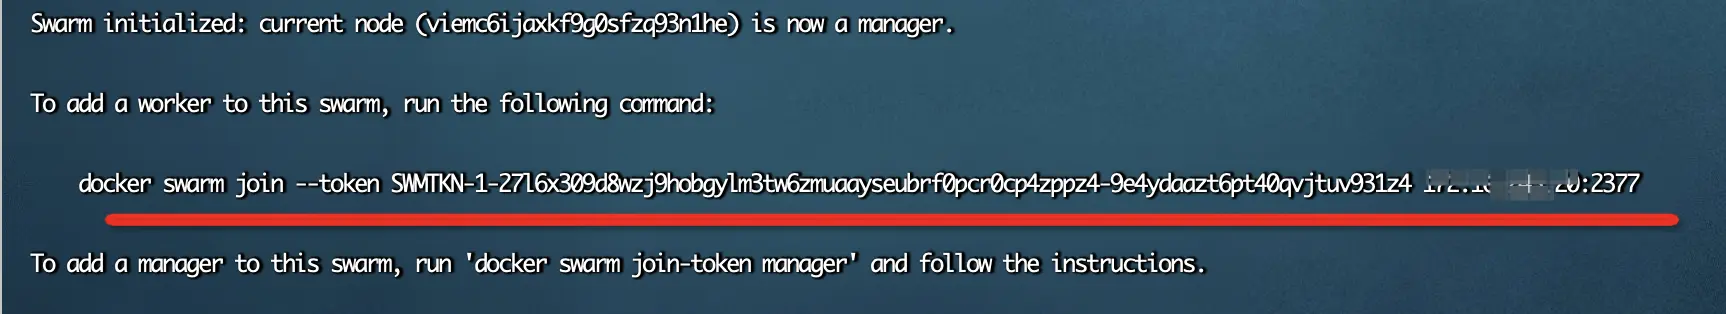 Swarm initialized: current node (viemc6ijaxkf9g0sfzq93n1he) is now a manager.
To add a worker to this swarm, run the following command:
docker swarm join --token SWMTKN-1-27l6x309d8wzj9hobgylm3tw6zmuaayseubrf0pcr0cp4zppz4-9e4ydaazt6pt40qvjtuv931z4 :2377
To add a manager to this swarm, run 'docker swarm join-token manager' and follow the instructions.